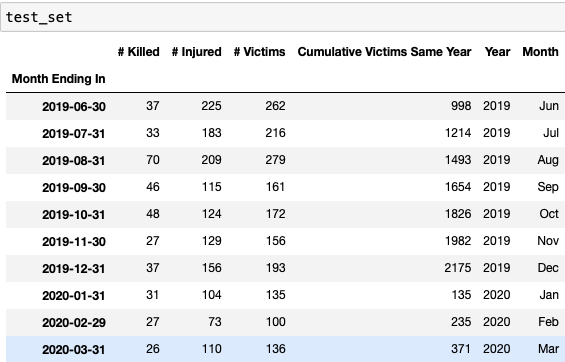 test_set
# Killed # Injured # Victims Cumulative Victims Same Year Year Month
Month Ending In
2019-06-30 37 225 262 998 2019 Jun
2019-07-31 33 183 216 1214 2019 Jul
2019-08-31 70 209 279 1493 2019 Aug
2019-09-30 46 115 161 1654 2019 Sep
2019-10-31 48 124 172 1826 2019 Oct
2019-11-30 27 129 156 1982 2019 Nov
2019-12-31 37 156 193 2175 2019 Dec
2020-01-31 31 104 135 135 2020 Jan
2020-02-29 27 73 100 235 2020 Feb
2020-03-31 26 110 136 371 2020 Mar